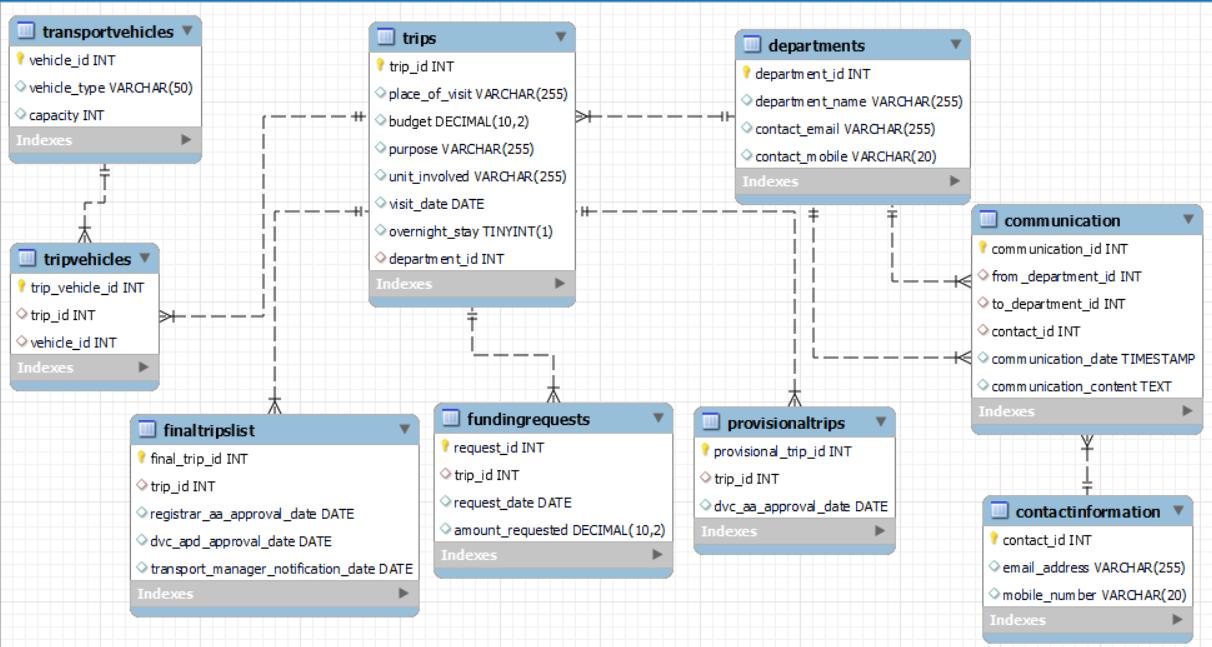 transportvehicles
vehicle_id INT
vehicle_type VARCHAR(50)
capacity INT
Indexes
trips
trip_id INT
place_of_visit VARCHAR(255)
budget DECIMAL(10,2)
purpose VARCHAR(255)
unit_involved VARCHAR(255)
visit_date DATE
overnight_stay TINYINT(1)
department_id INT
Indexes
departments
department_id INT
department_name VARCHAR(255)
contact_email VARCHAR(255)
contact_mobile VARCHAR(20)
Indexes
communication
communication_id INT
from_department_id INT
to_department_id INT
contact_id INT
communication_date TIMESTAMP
communication_content TEXT
Indexes
tripvehicles
trip_vehicle_id INT
trip_id INT
vehicle_id INT
Indexes
finaltripslist
final_trip_id INT
trip_id INT
registrar_aa_approval_date DATE
dvc_apd_approval_date DATE
transport_manager_notification_date DATE
Indexes
fundingrequests
request_id INT
trip_id INT
request_date DATE
amount_requested DECIMAL(10,2)
Indexes
provisionaltrips
provisional_trip_id INT
trip_id INT
dvc_aa_approval_date DATE
Indexes
contactinformation
contact_id INT
email_address VARCHAR(255)
mobile_number VARCHAR(20)
Indexes